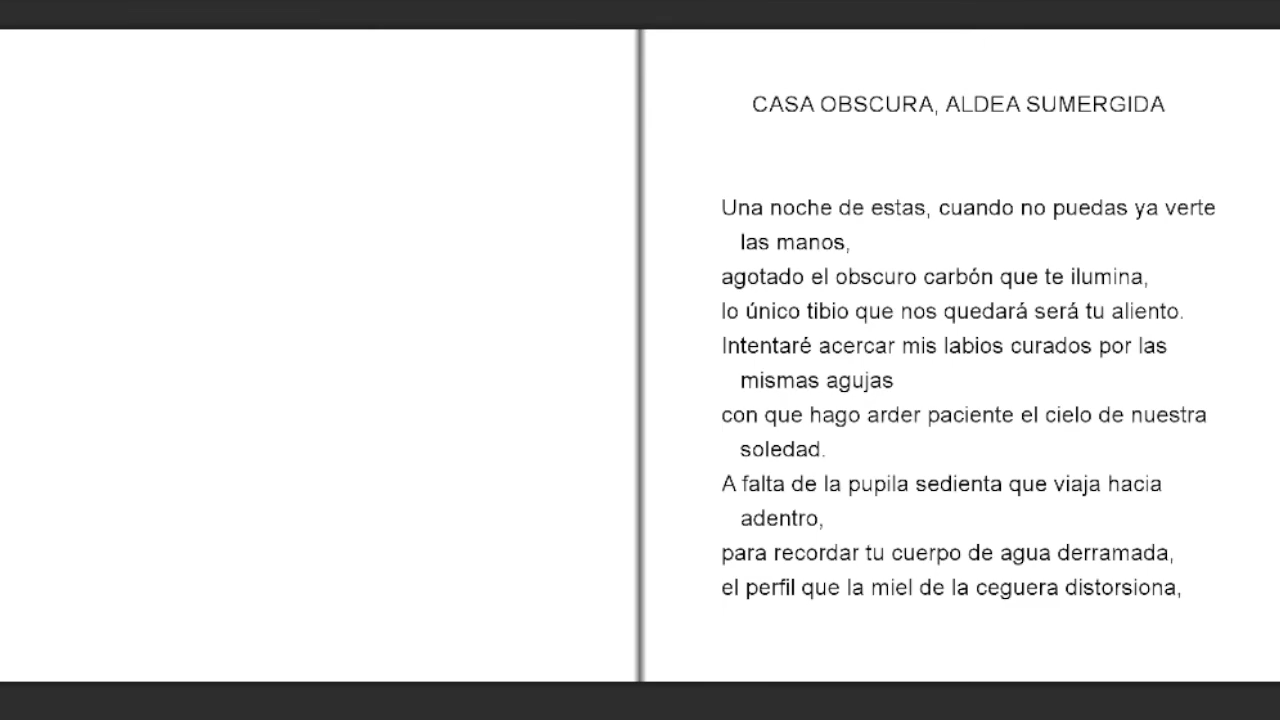 CASA OBSCURA, ALDEA SUMERGIDA
Una noche de estas, cuando no puedas ya verte
las manos,
agotado el obscuro carbón que te ilumina,
lo único tibio que nos quedará será tu aliento.
Intentaré acercar mis labios curados por las
mismas agujas
con que hago arder paciente el cielo de nuestra
soledad.
A falta de la pupila sedienta que viaja hacia
adentro,
para recordar tu cuerpo de agua derramada,
el perfil que la miel de la ceguera distorsiona,